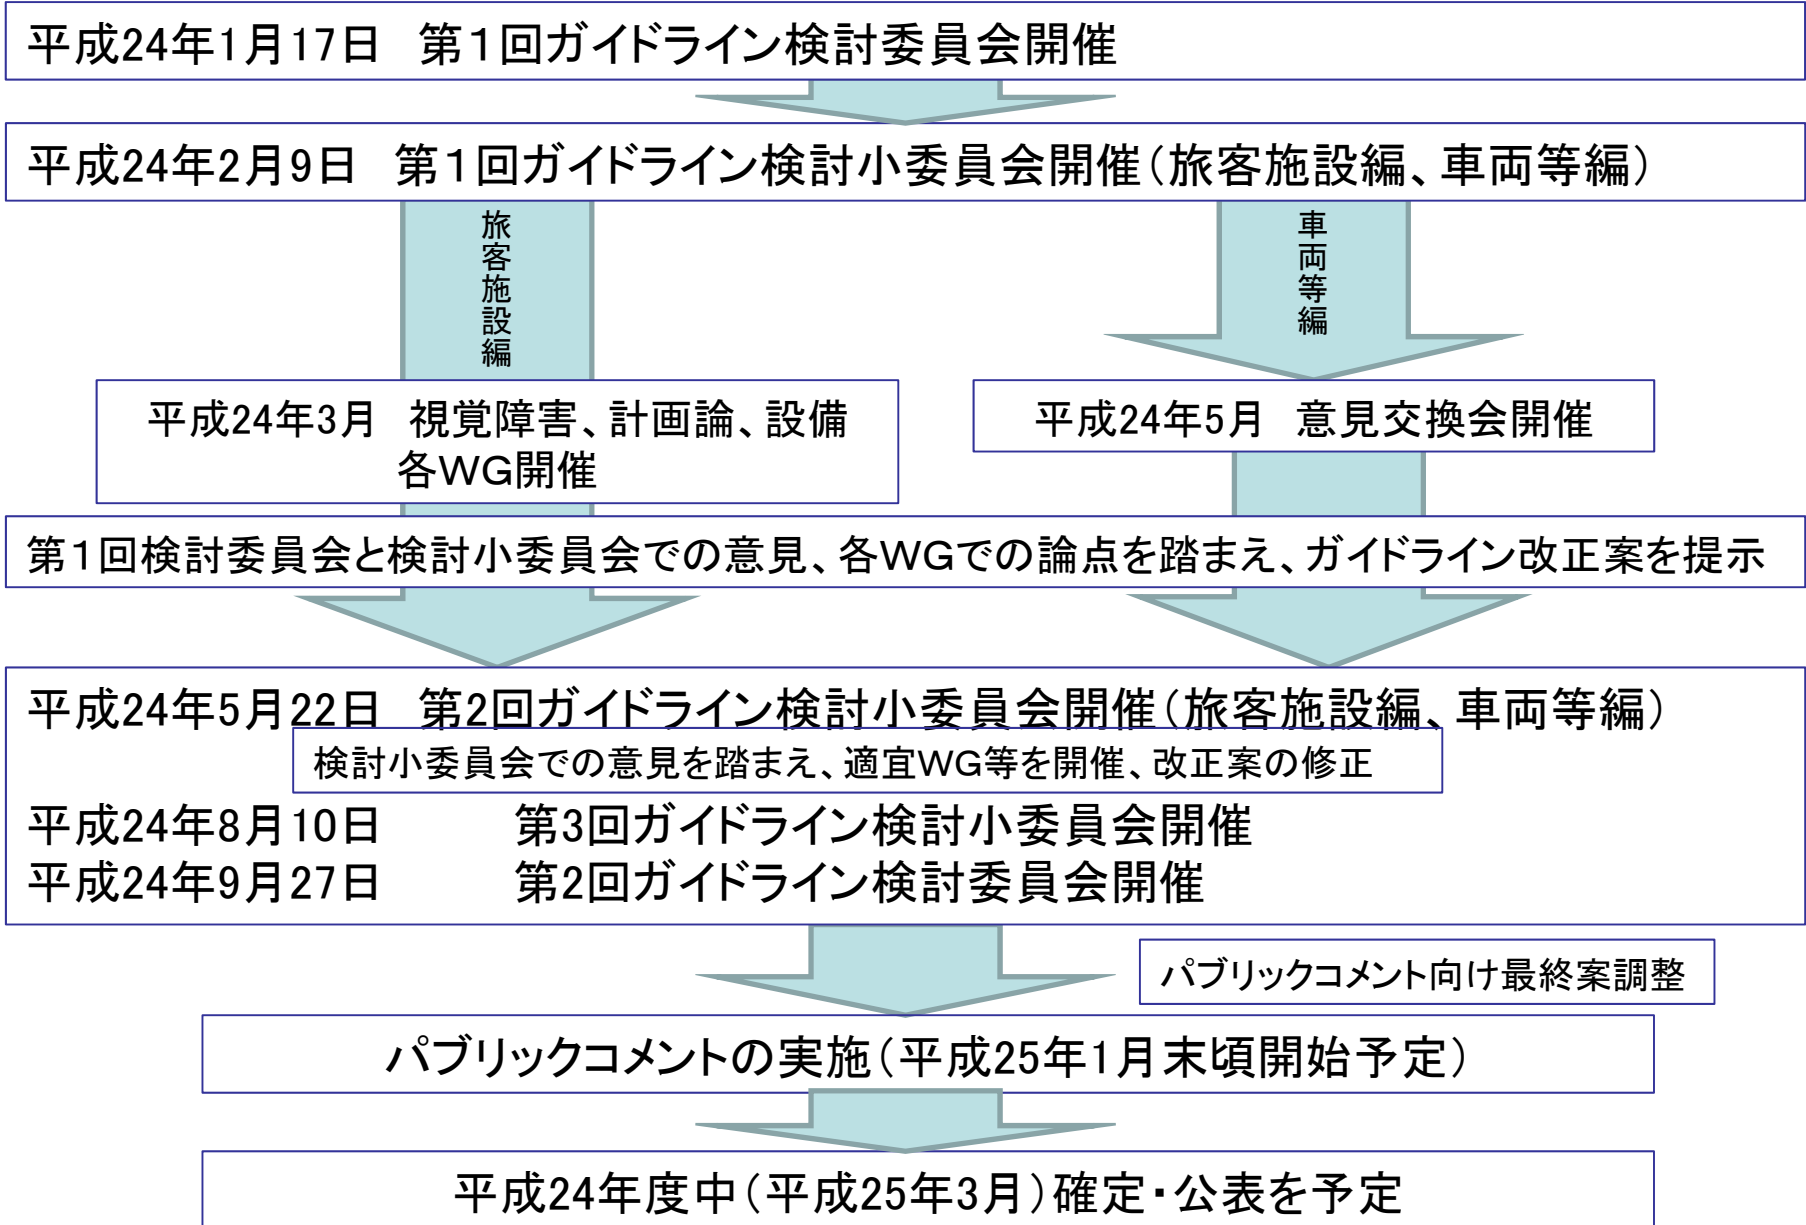 平成24年1月17日　第１回ガイドライン検討委員会開催
平成24年2月9日　第１回ガイドライン検討小委員会開催（旅客施設編、車両等編）
旅客施設編
車両等編
平成24年3月　視覚障害、計画論、設備
各ＷＧ開催
平成24年5月　意見交換会開催
第１回検討委員会と検討小委員会での意見、各ＷＧでの論点を踏まえ、ガイドライン改正案を提示
平成24年5月22日　第2回ガイドライン検討小委員会開催（旅客施設編、車両等編）
検討小委員会での意見を踏まえ、適宜ＷＧ等を開催、改正案の修正
平成24年8月10日　　　第3回ガイドライン検討小委員会開催
平成24年9月27日　　　第2回ガイドライン検討委員会開催
パブリックコメント向け最終案調整
パブリックコメントの実施（平成25年1月末頃開始予定）
平成24年度中（平成25年3月）確定・公表を予定